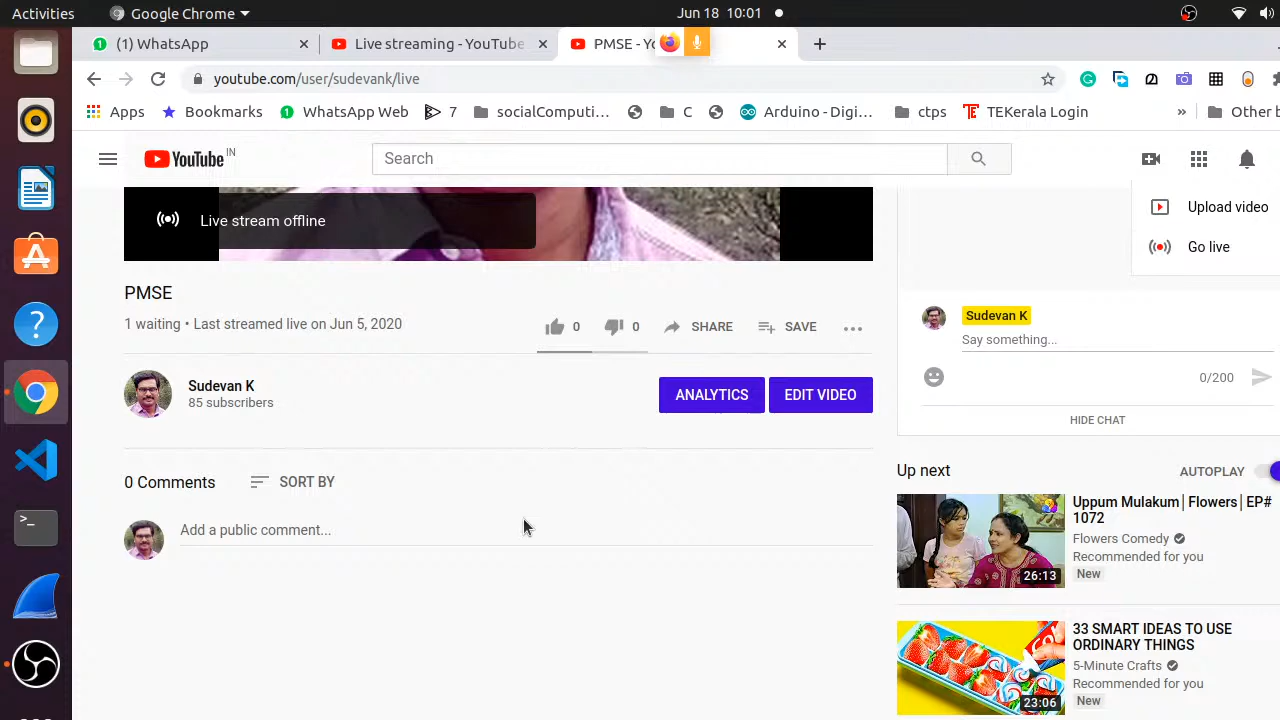 Activities
Google Chrome
Jun 18 10:01
(1) WhatsApp
Live streaming - YouTube
PMSE - Yo
youtube.com/user/sudevank/live
Apps
Bookmarks
WhatsApp Web
7
socialComputi...
C
Arduino - Digi...
ctps
TEKerala Login
»
Other b
YouTube IN
Search
Live stream offline
Upload video
Go live
PMSE
1 waiting • Last streamed live on Jun 5, 2020
0
0
SHARE
SAVE
Sudevan K
85 subscribers
ANALYTICS
EDIT VIDEO
0 Comments
SORT BY
Add a public comment...
Sudevan K
Say something...
0/200
HIDE CHAT
Up next
AUTOPLAY
Uppum Mulakum│Flowers│EP#
1072
Flowers Comedy
Recommended for you
New
26:13
33 SMART IDEAS TO USE
ORDINARY THINGS
5-Minute Crafts
Recommended for you
New
23:06